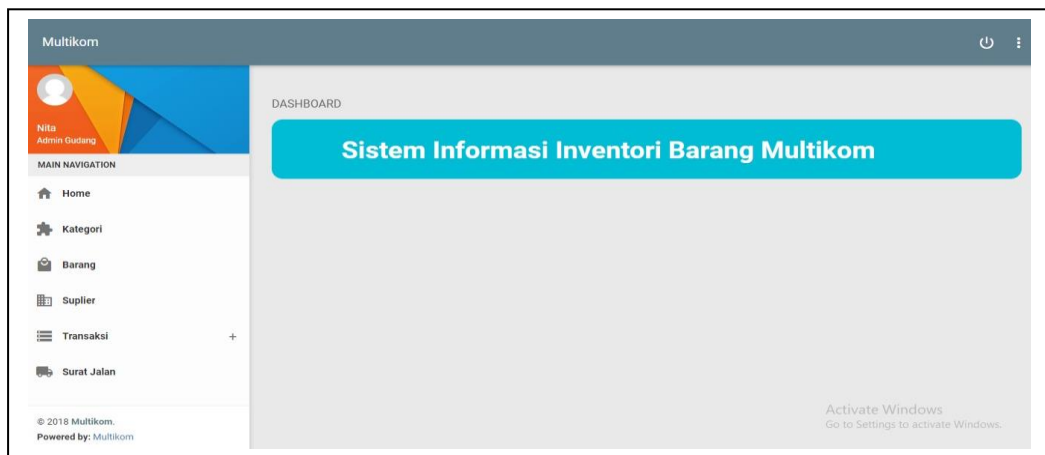 Multikom
Nita
Admin Gudang
MAIN NAVIGATION
Home
Kategori
Barang
Suplier
Transaksi +
Surat Jalan
© 2018 Multikom.
Powered by: Multikom
DASHBOARD
Sistem Informasi Inventori Barang Multikom
Activate Windows
Go to Settings to activate Windows.